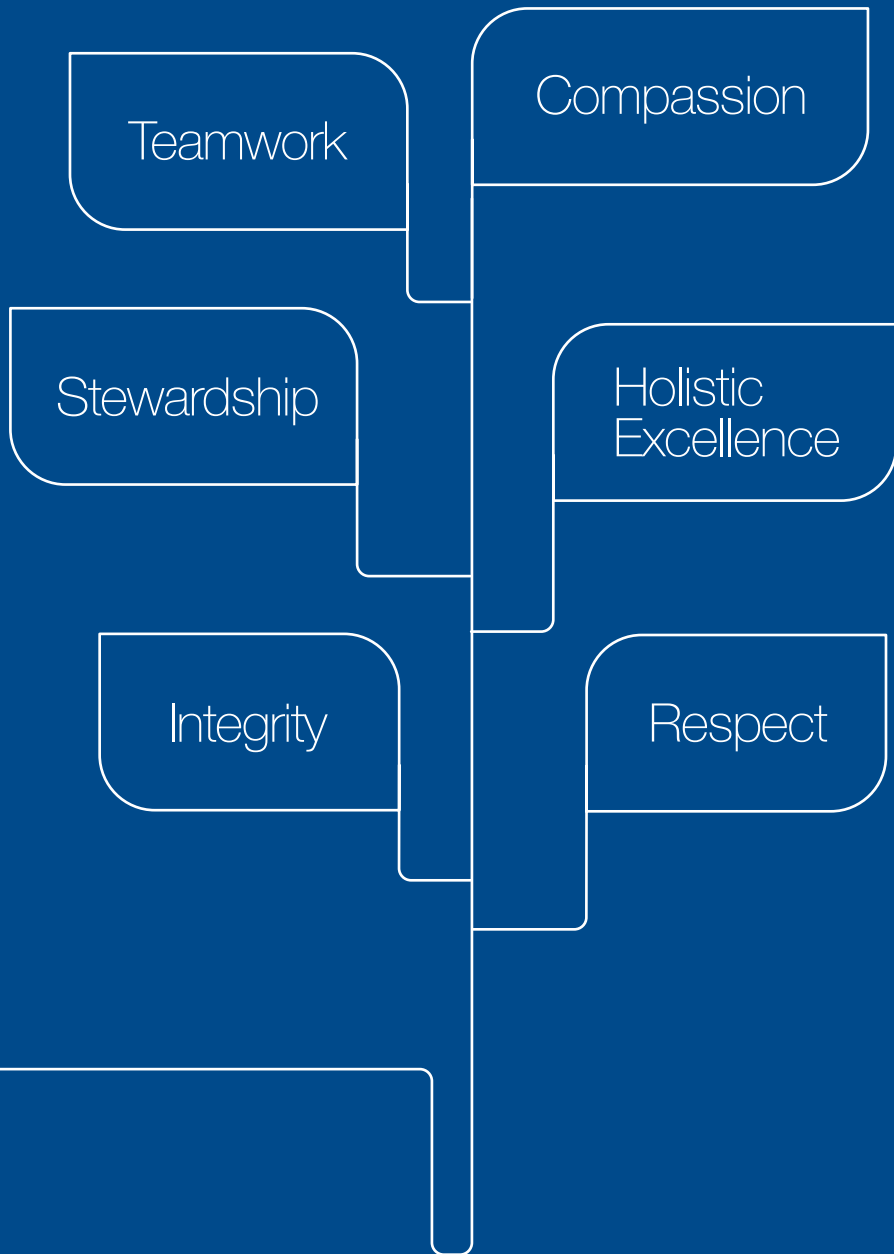 Teamwork
Compassion
Stewardship
Holistic
Excellence
Integrity
Respect